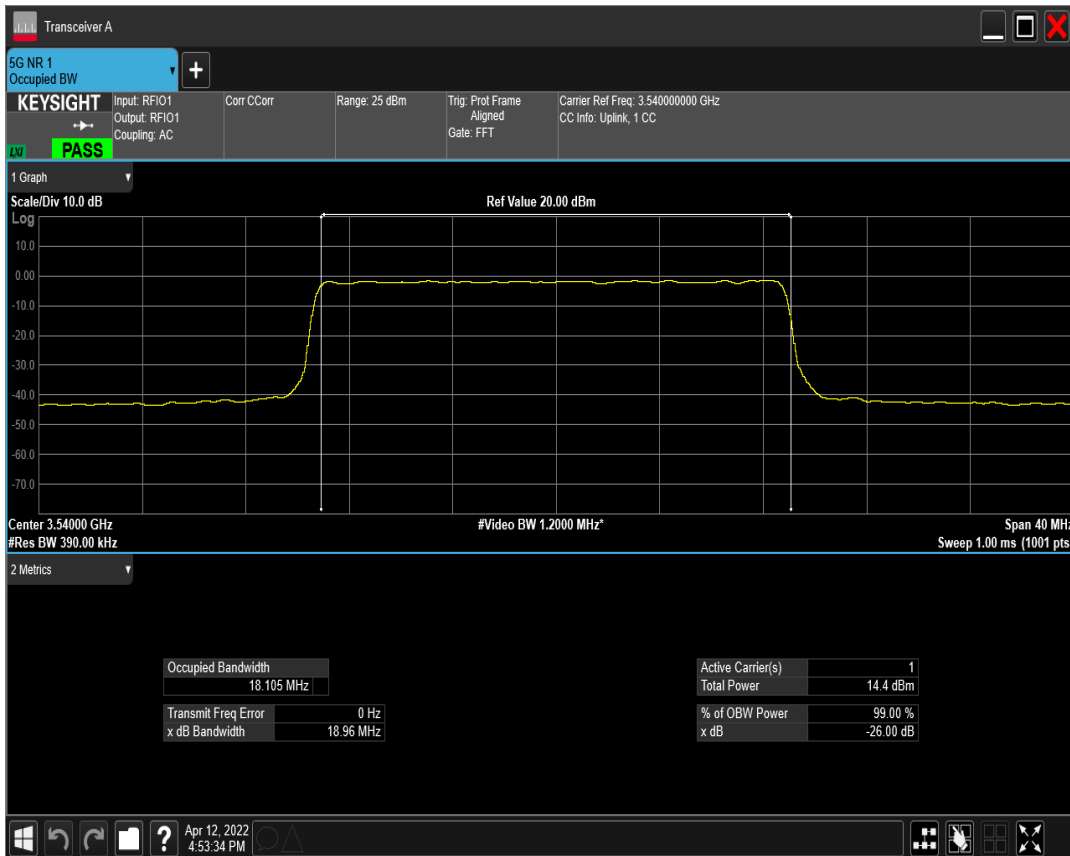 Transceiver A
5G NR 1
Occupied BW
+
KEYSIGHT
LXI
PASS
Input: RFIO1
Output: RFIO1
Coupling: AC
Corr CCorr
Range: 25 dBm
Trig: Prot Frame
Aligned
Gate: FFT
Carrier Ref Freq: 3.540000000 GHz
CC Info: Uplink, 1 CC
1 Graph
Scale/Div 10.0 dB
Ref Value 20.00 dBm
Log
10.0
0.00
-10.0
-20.0
-30.0
-40.0
-50.0
-60.0
-70.0
Center 3.54000 GHz
#Video BW 1.2000 MHz*
Span 40 MHz
#Res BW 390.00 kHz
Sweep 1.00 ms (1001 pts
2 Metrics
Occupied Bandwidth
18.105 MHz
Transmit Freq Error 0 Hz
x dB Bandwidth 18.96 MHz
Active Carrier(s) 1
Total Power 14.4 dBm
% of OBW Power 99.00 %
x dB -26.00 dB
?
Apr 12, 2022
4:53:34 PM